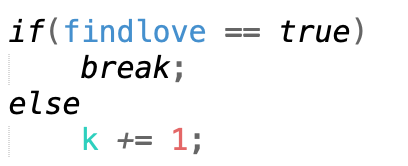 if(findlove == true)
    break;
else
    k += 1;